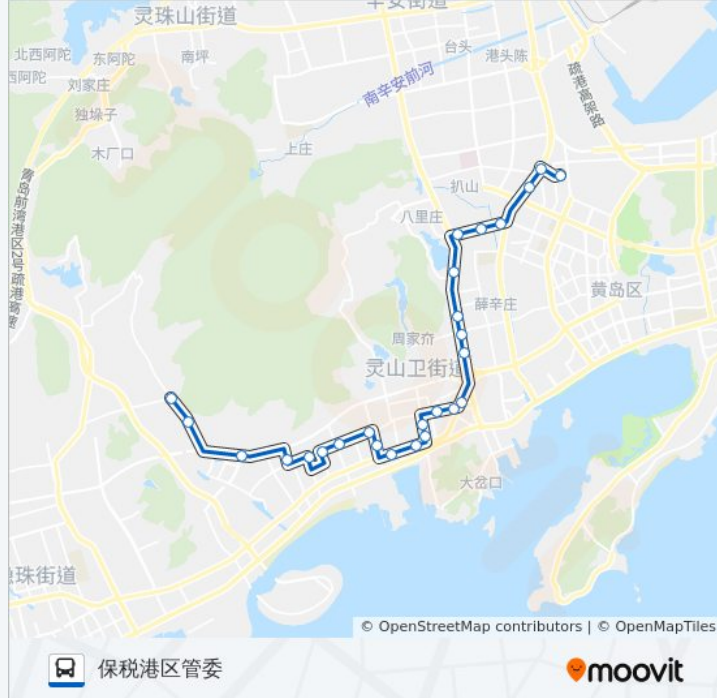 灵珠山街道
辛安街道
台头
港头陈
北西阿陀
东阿陀
南坪
西阿陀
刘家庄
独垛子
南辛安前河
疏港高架路
木厂口
上庄
扒山
青岛前湾港区2号疏港高速
八里庄
黄岛区
薛辛庄
周家夼
灵山卫街道
大岔口
珠街道
© OpenStreetMap contributors | © OpenMapTiles
保税港区管委
moovit